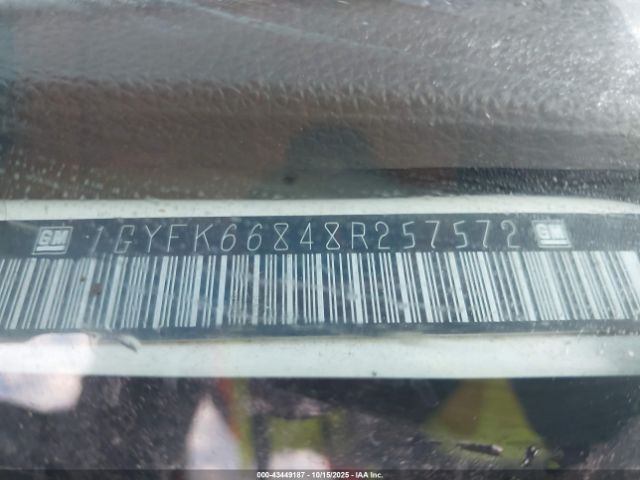 GM 1GYFK66848R257572 GM
000-43449187 - 10/15/2025 - IAA Inc.